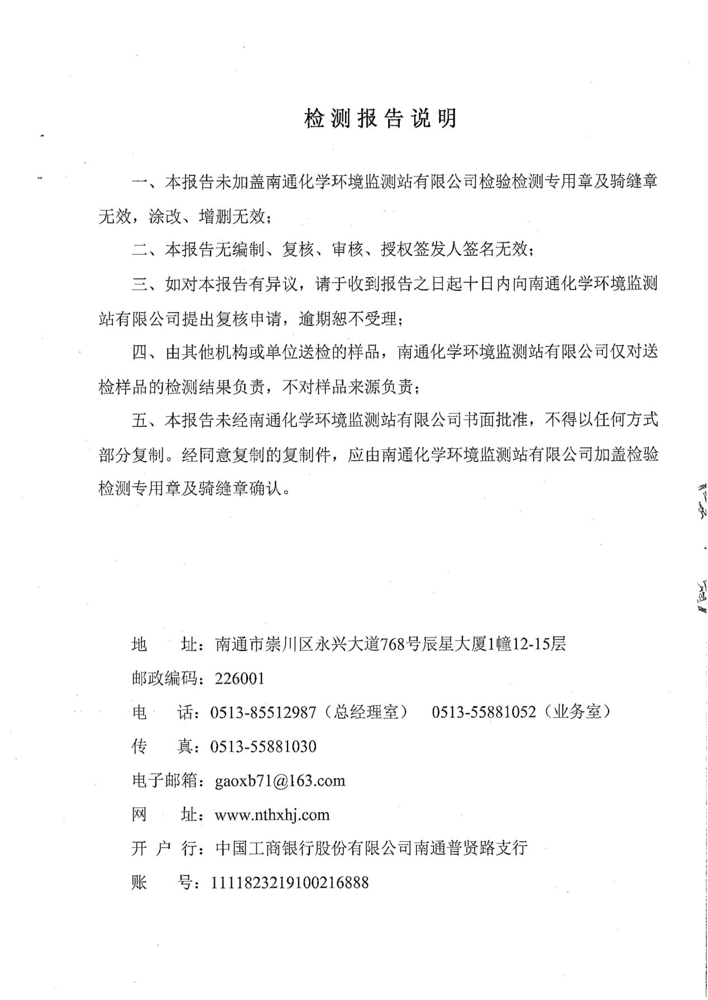 检测报告说明
一、本报告未加盖南通化学环境监测站有限公司检验检测专用章及骑缝章
无效，涂改、增删无效；
二、本报告无编制、复核、审核、授权签发人签名无效；
三、如对本报告有异议，请于收到报告之日起十日内向南通化学环境监测
站有限公司提出复核申请，逾期恕不受理；
四、由其他机构或单位送检的样品，南通化学环境监测站有限公司仅对送
检样品的检测结果负责，不对样品来源负责；
五、本报告未经南通化学环境监测站有限公司书面批准，不得以任何方式
部分复制。经同意复制的复制件，应由南通化学环境监测站有限公司加盖检验
检测专用章及骑缝章确认。
地 址：南通市崇川区永兴大道768号辰星大厦1幢12-15层
邮政编码：226001
电 话：0513-85512987（总经理室） 0513-55881052（业务室）
传 真：0513-55881030
电子邮箱：gaoxb71@163.com
网 址：www.nthxhj.com
开 户 行：中国工商银行股份有限公司南通普贤路支行
账 号：1111823219100216888